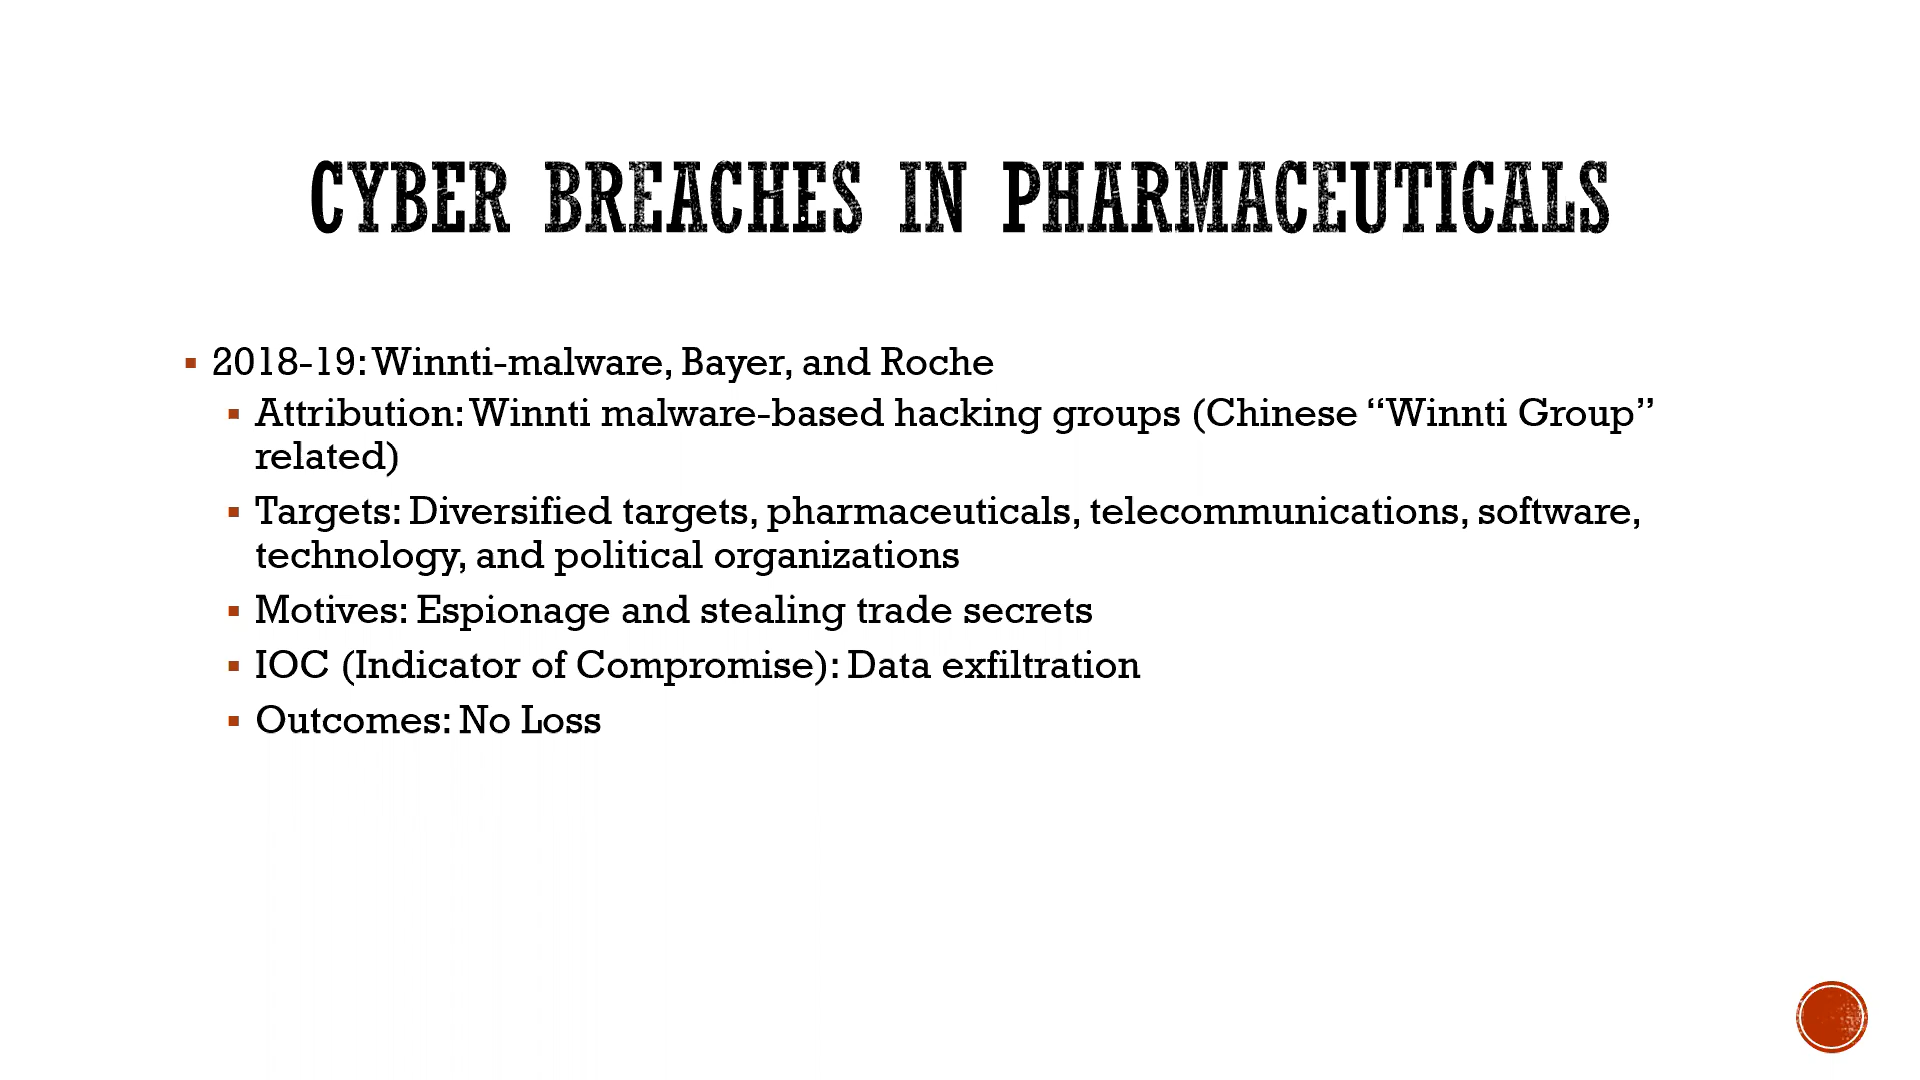 CYBER BREACHES IN PHARMACEUTICALS
2018-19: Winnti-malware, Bayer, and Roche
Attribution: Winnti malware-based hacking groups (Chinese “Winnti Group”
related)
Targets: Diversified targets, pharmaceuticals, telecommunications, software,
technology, and political organizations
Motives: Espionage and stealing trade secrets
IOC (Indicator of Compromise): Data exfiltration
Outcomes: No Loss